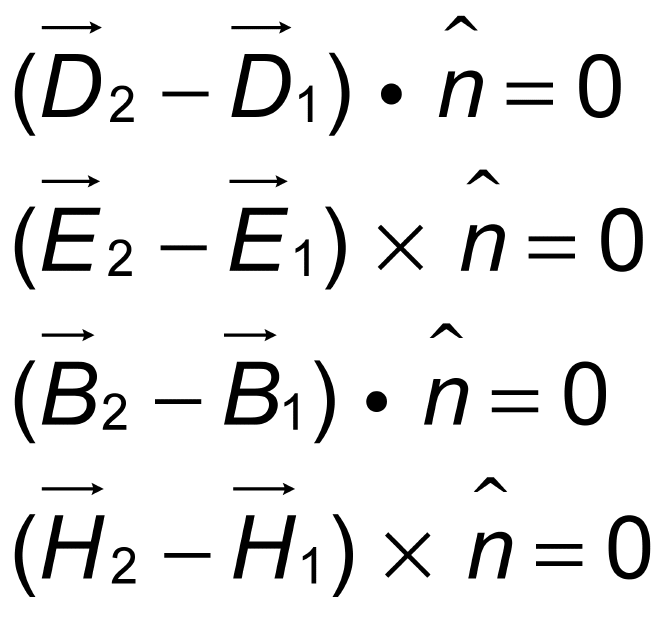 (D⃗₂ − D⃗₁) • n̂ = 0
(E⃗₂ − E⃗₁) × n̂ = 0
(B⃗₂ − B⃗₁) • n̂ = 0
(H⃗₂ − H⃗₁) × n̂ = 0